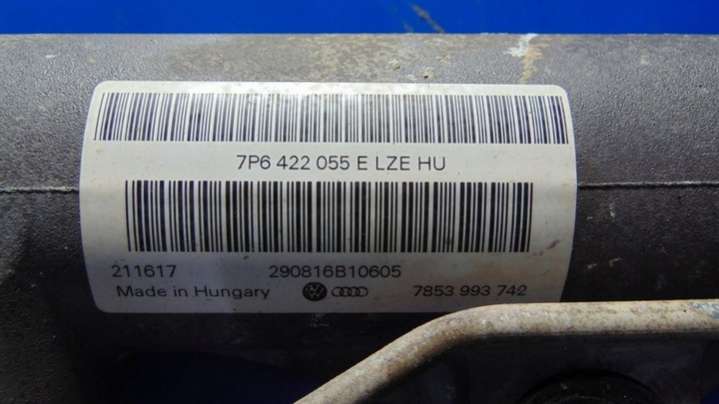 7P6 422 055 E LZE HU
211617 290816B10605
Made in Hungary 7853 993 742